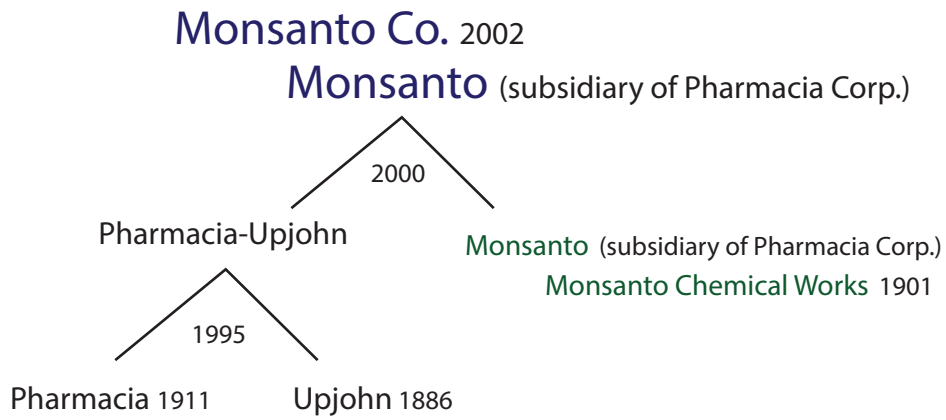 Monsanto Co. 2002
Monsanto (subsidiary of Pharmacia Corp.)
2000
Pharmacia-Upjohn
Monsanto (subsidiary of Pharmacia Corp.)
Monsanto Chemical Works 1901
1995
Pharmacia 1911
Upjohn 1886